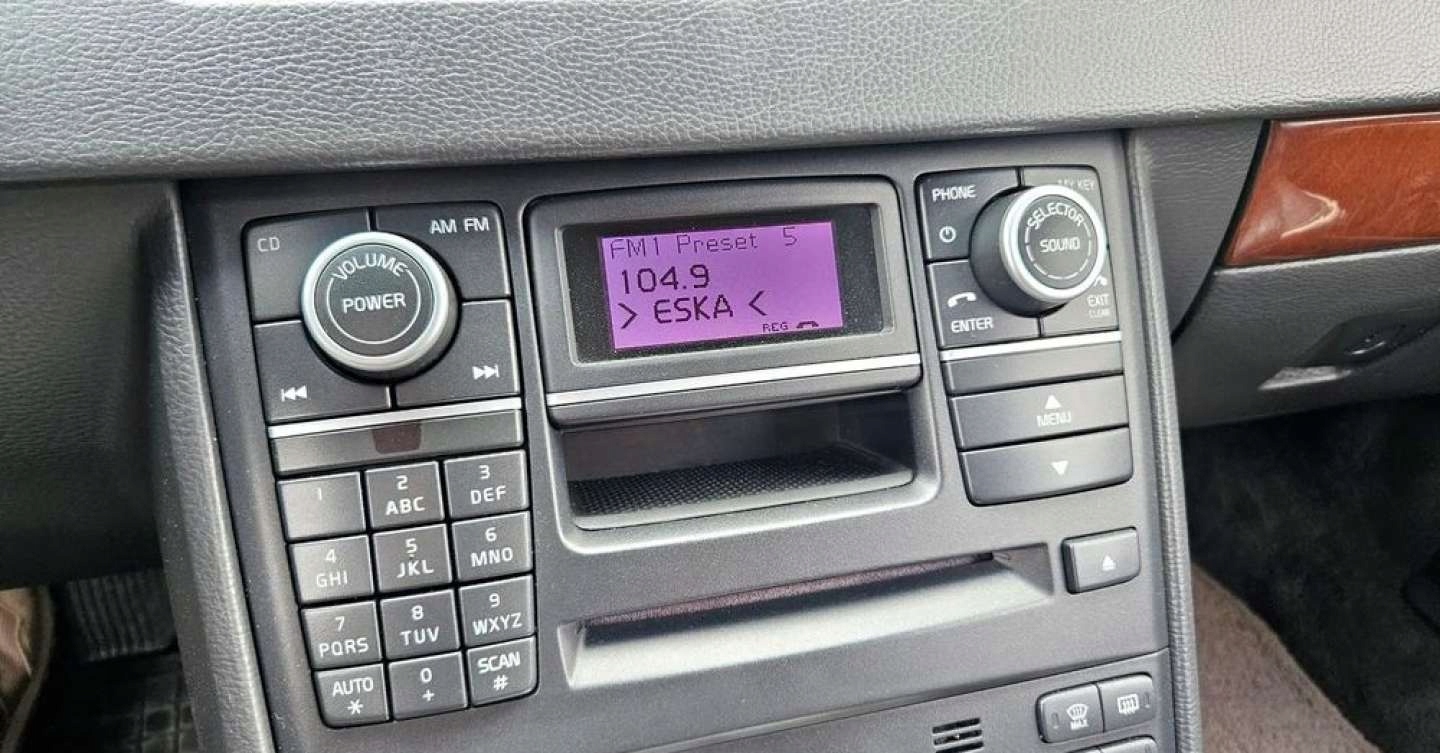 CD
AM FM
VOLUME
POWER
FM1 Preset 5
104.9
> ESKA <
REG
PHONE
MY KEY
SELECTOR
SOUND
ENTER
EXIT
CLEAR
MENU
1
2
ABC
3
DEF
4
GHI
5
JKL
6
MNO
7
PQRS
8
TUV
9
WXYZ
AUTO
*
0
+
SCAN
#
MAX